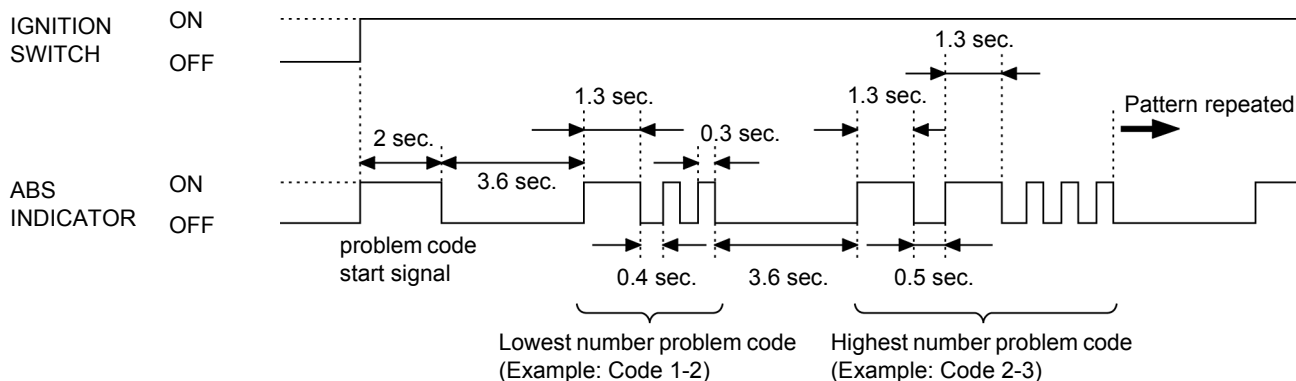 IGNITION
SWITCH
ON
OFF
1.3 sec.
1.3 sec.
1.3 sec.
Pattern repeated
0.3 sec.
2 sec.
3.6 sec.
ABS
INDICATOR
ON
OFF
problem code
start signal
0.4 sec.
3.6 sec.
0.5 sec.
Lowest number problem code
(Example: Code 1-2)
Highest number problem code
(Example: Code 2-3)